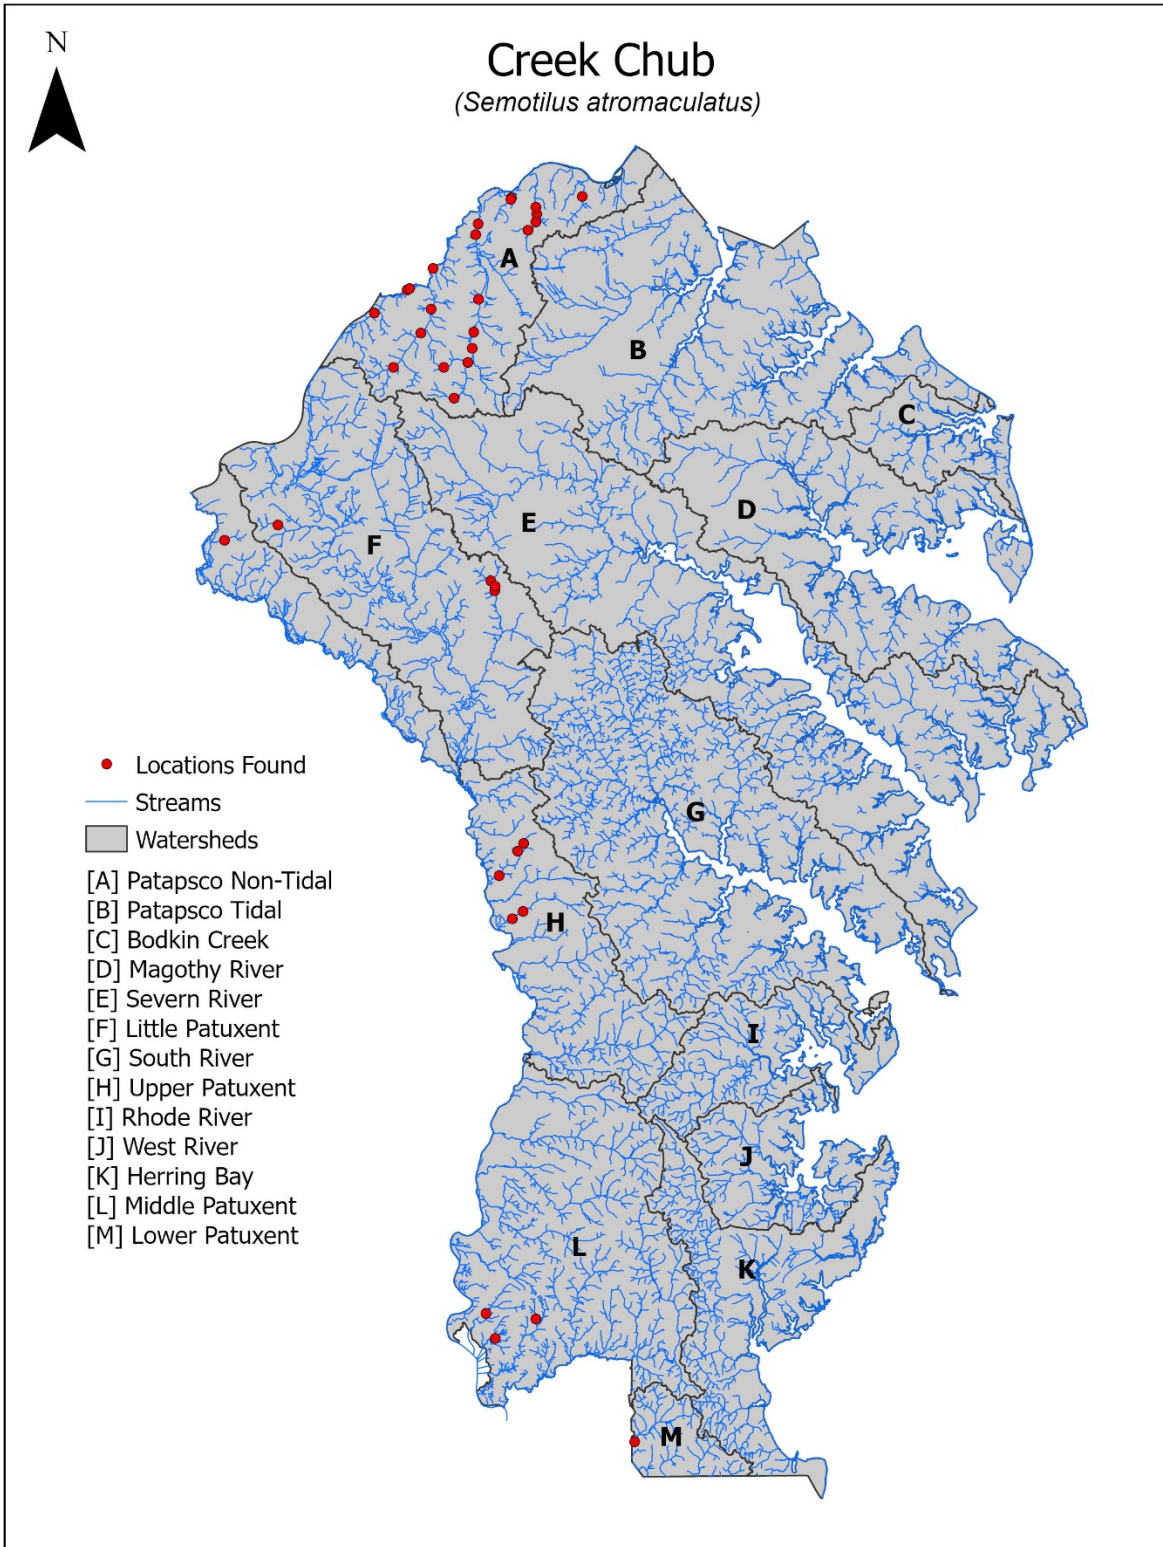 N
Creek Chub
(Semotilus atromaculatus)
A
B
C
D
E
F
G
H
I
J
K
L
M
Locations Found
Streams
Watersheds
[A] Patapsco Non-Tidal
[B] Patapsco Tidal
[C] Bodkin Creek
[D] Magothy River
[E] Severn River
[F] Little Patuxent
[G] South River
[H] Upper Patuxent
[I] Rhode River
[J] West River
[K] Herring Bay
[L] Middle Patuxent
[M] Lower Patuxent